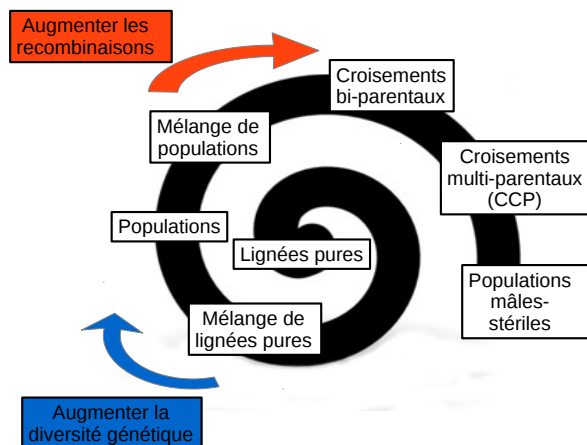 Augmenter les
recombinaisons
Croisements
bi-parentaux
Mélange de
populations
Croisements
multi-parentaux
(CCP)
Populations
Lignées pures
Populations
mâles-
stériles
Mélange de
lignées pures
Augmenter la
diversité génétique